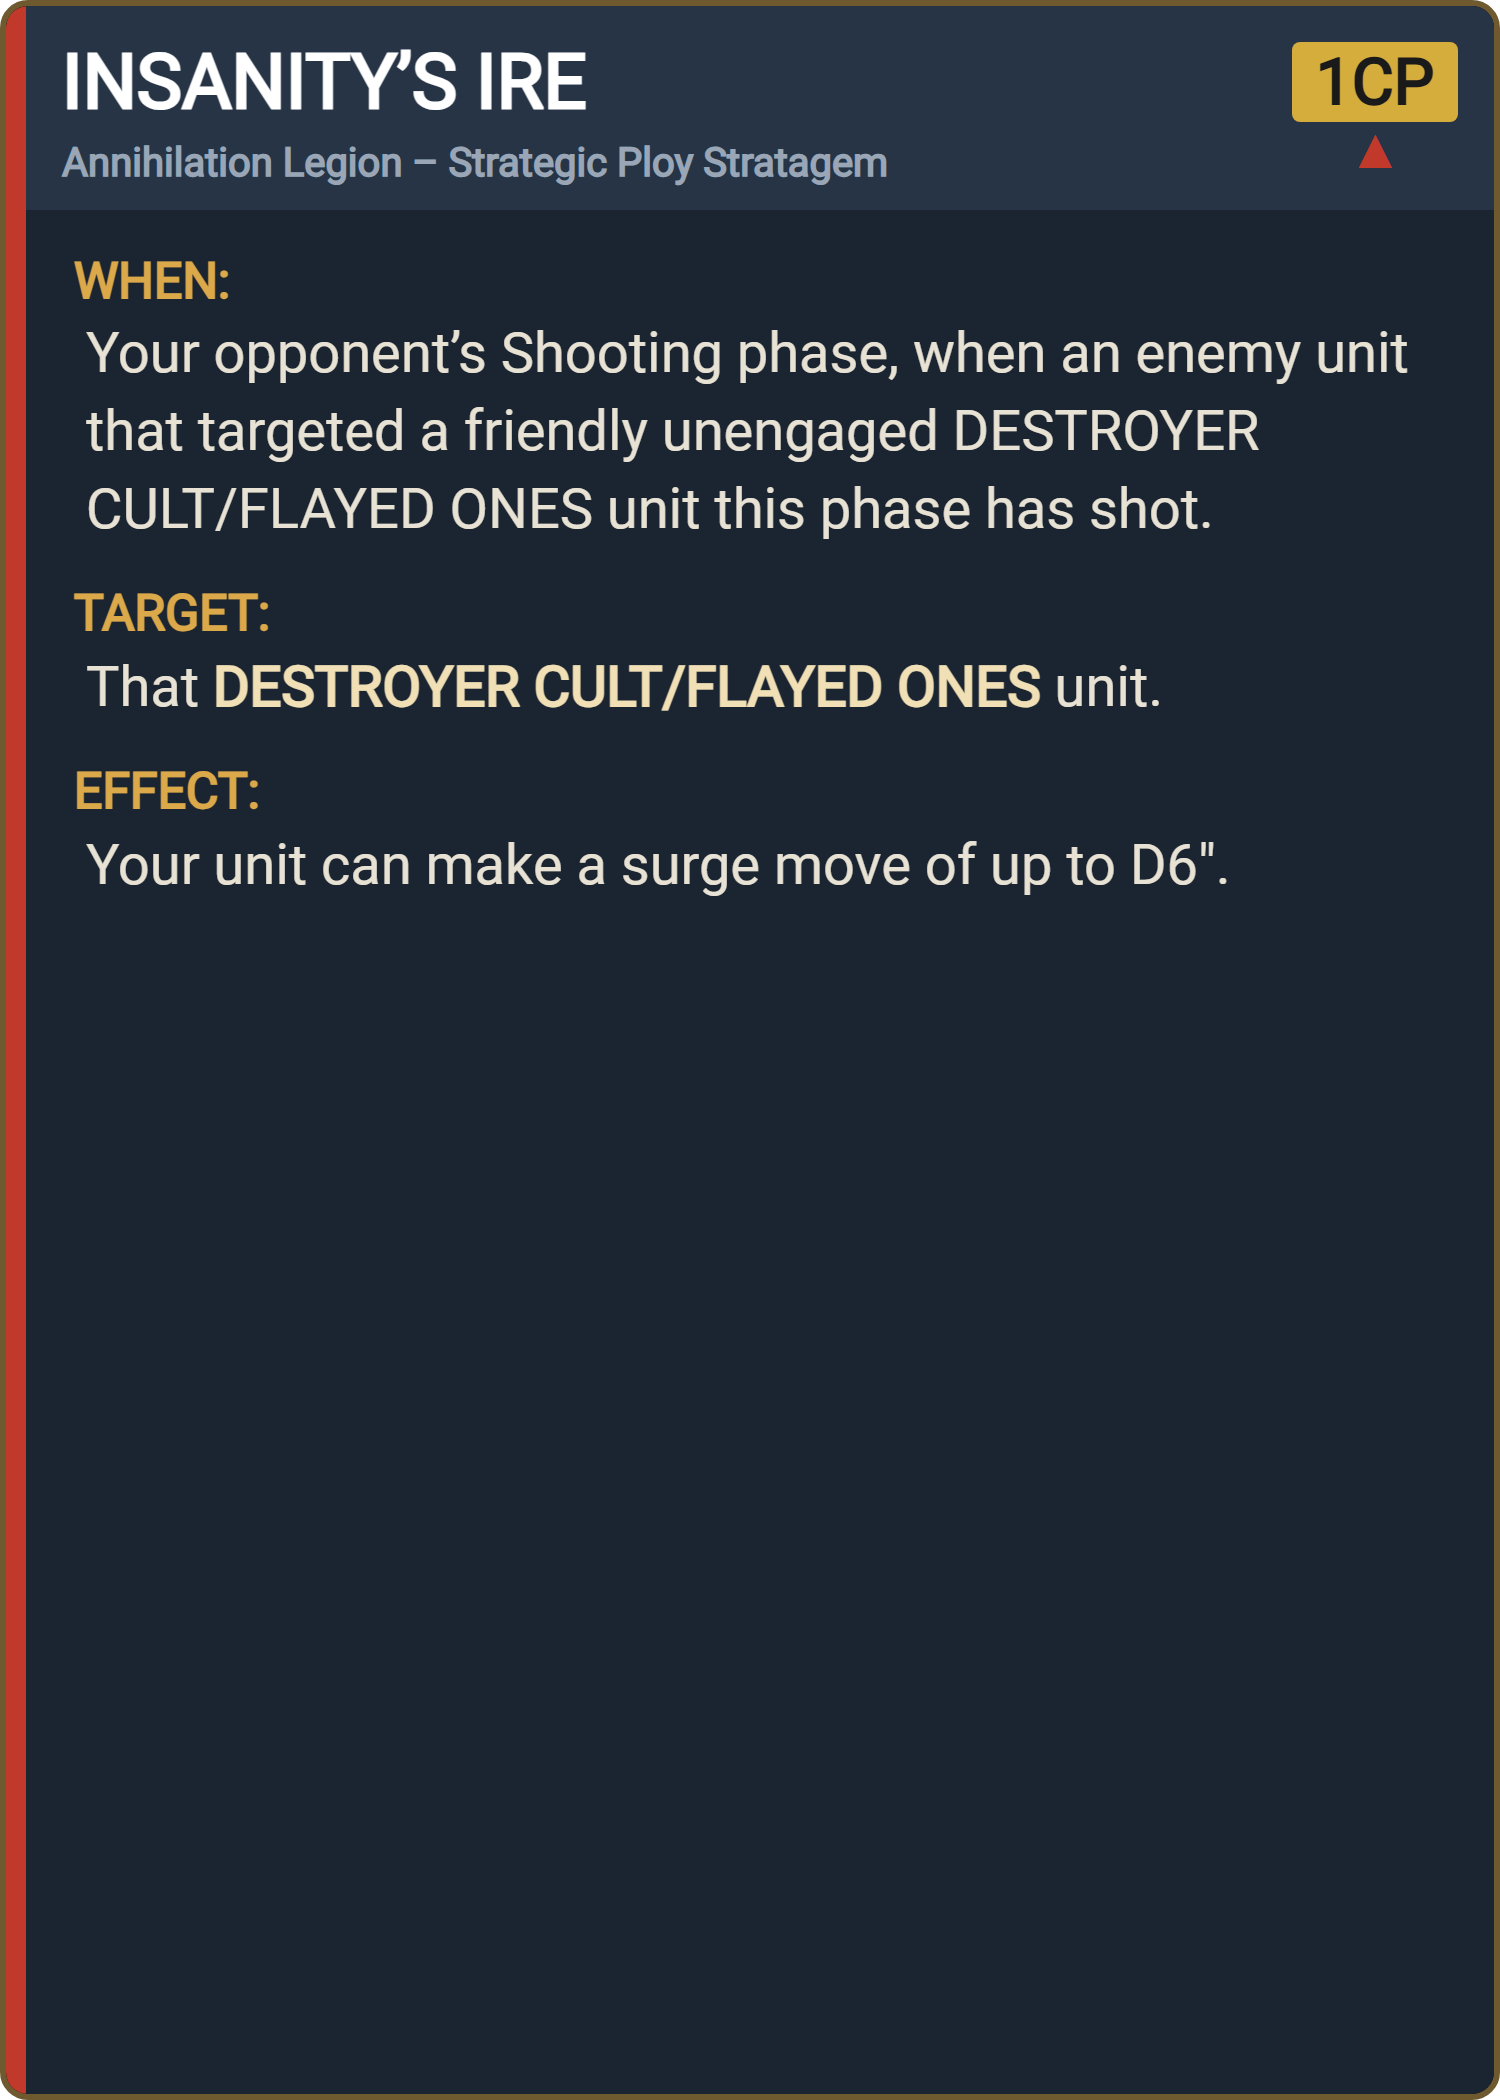 INSANITY’S IRE
1CP
Annihilation Legion – Strategic Ploy Stratagem
WHEN:
Your opponent’s Shooting phase, when an enemy unit
that targeted a friendly unengaged DESTROYER
CULT/FLAYED ONES unit this phase has shot.
TARGET:
That DESTROYER CULT/FLAYED ONES unit.
EFFECT:
Your unit can make a surge move of up to D6".